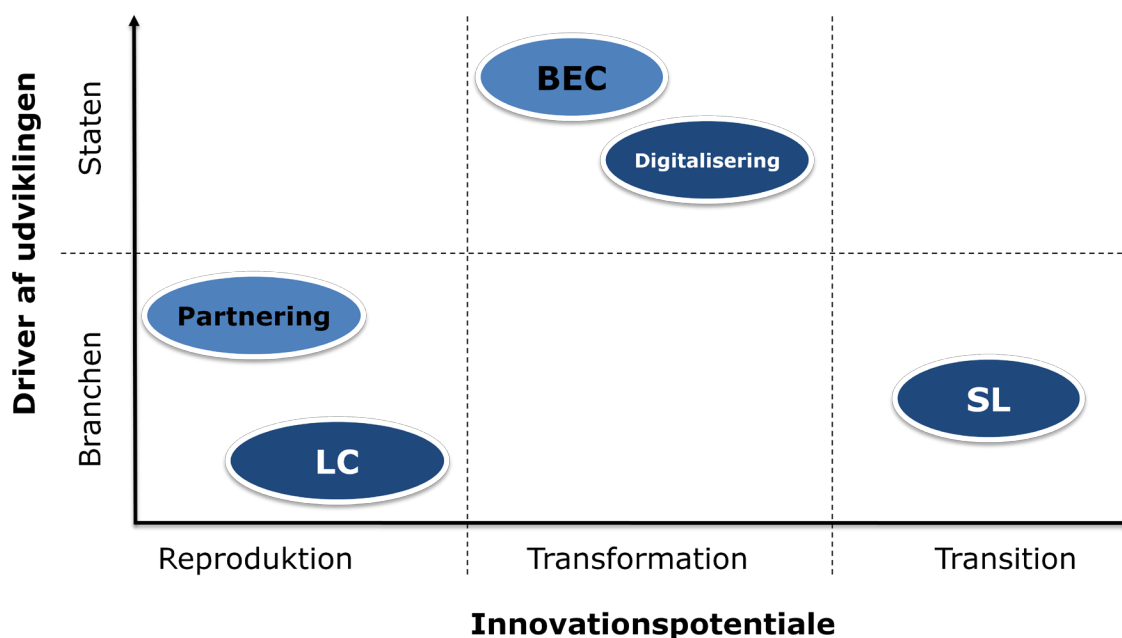 Driver af udviklingen
Staten
Branchen
BEC
Digitalisering
Partnering
LC
SL
Reproduktion
Transformation
Transition
Innovationspotentiale